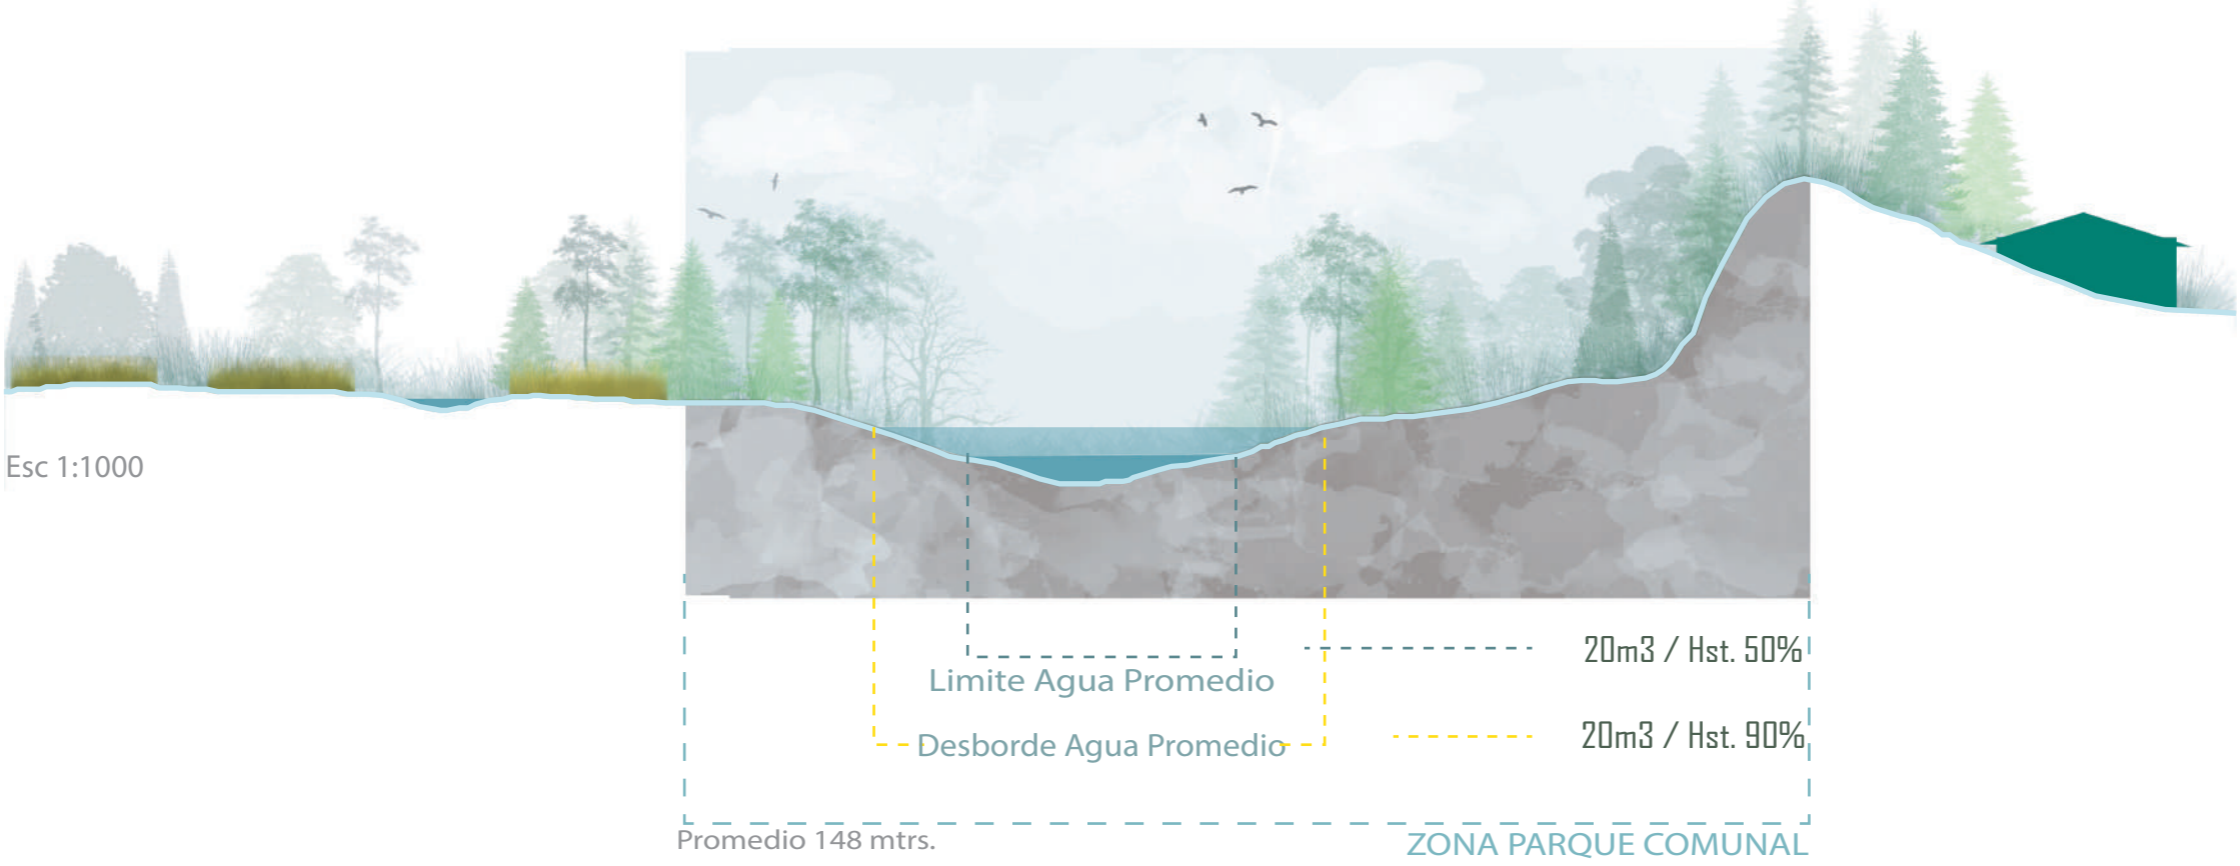 Esc 1:1000
20m3 / Hst. 50%
Limite Agua Promedio
20m3 / Hst. 90%
Desborde Agua Promedio
Promedio 148 mtrs.
ZONA PARQUE COMUNAL